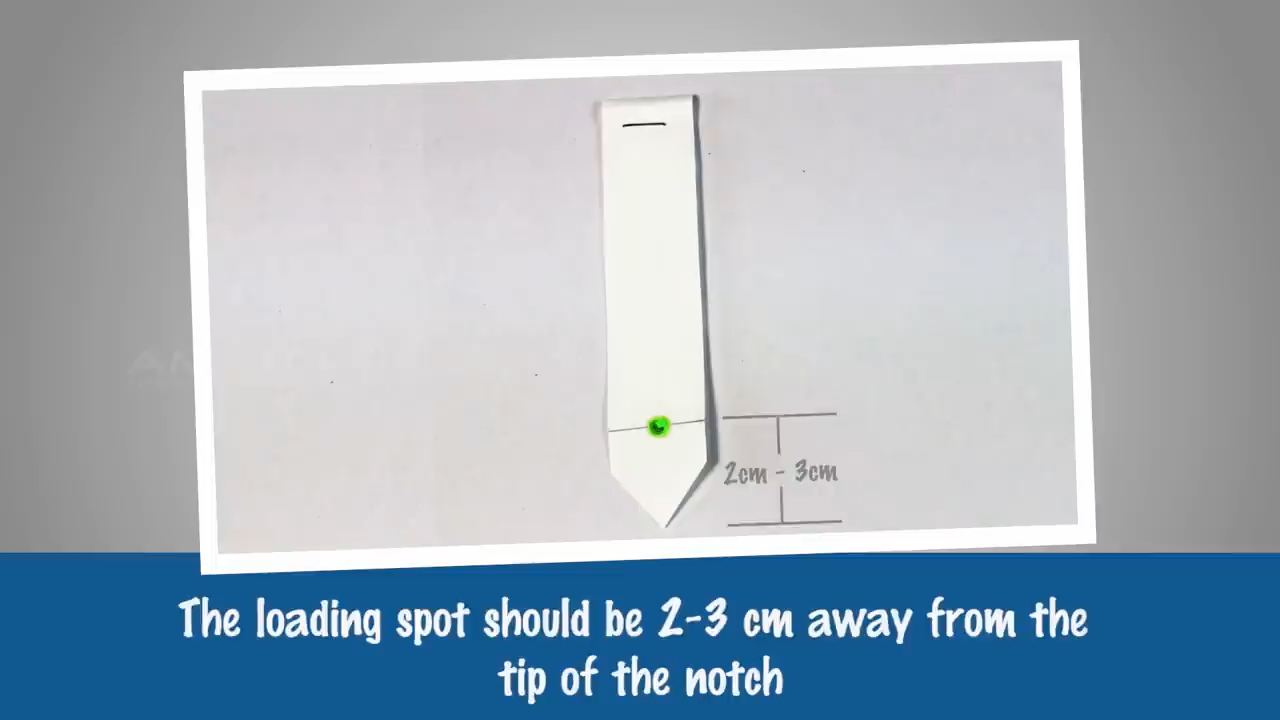 2cm - 3cm
The loading spot should be 2-3 cm away from the
tip of the notch